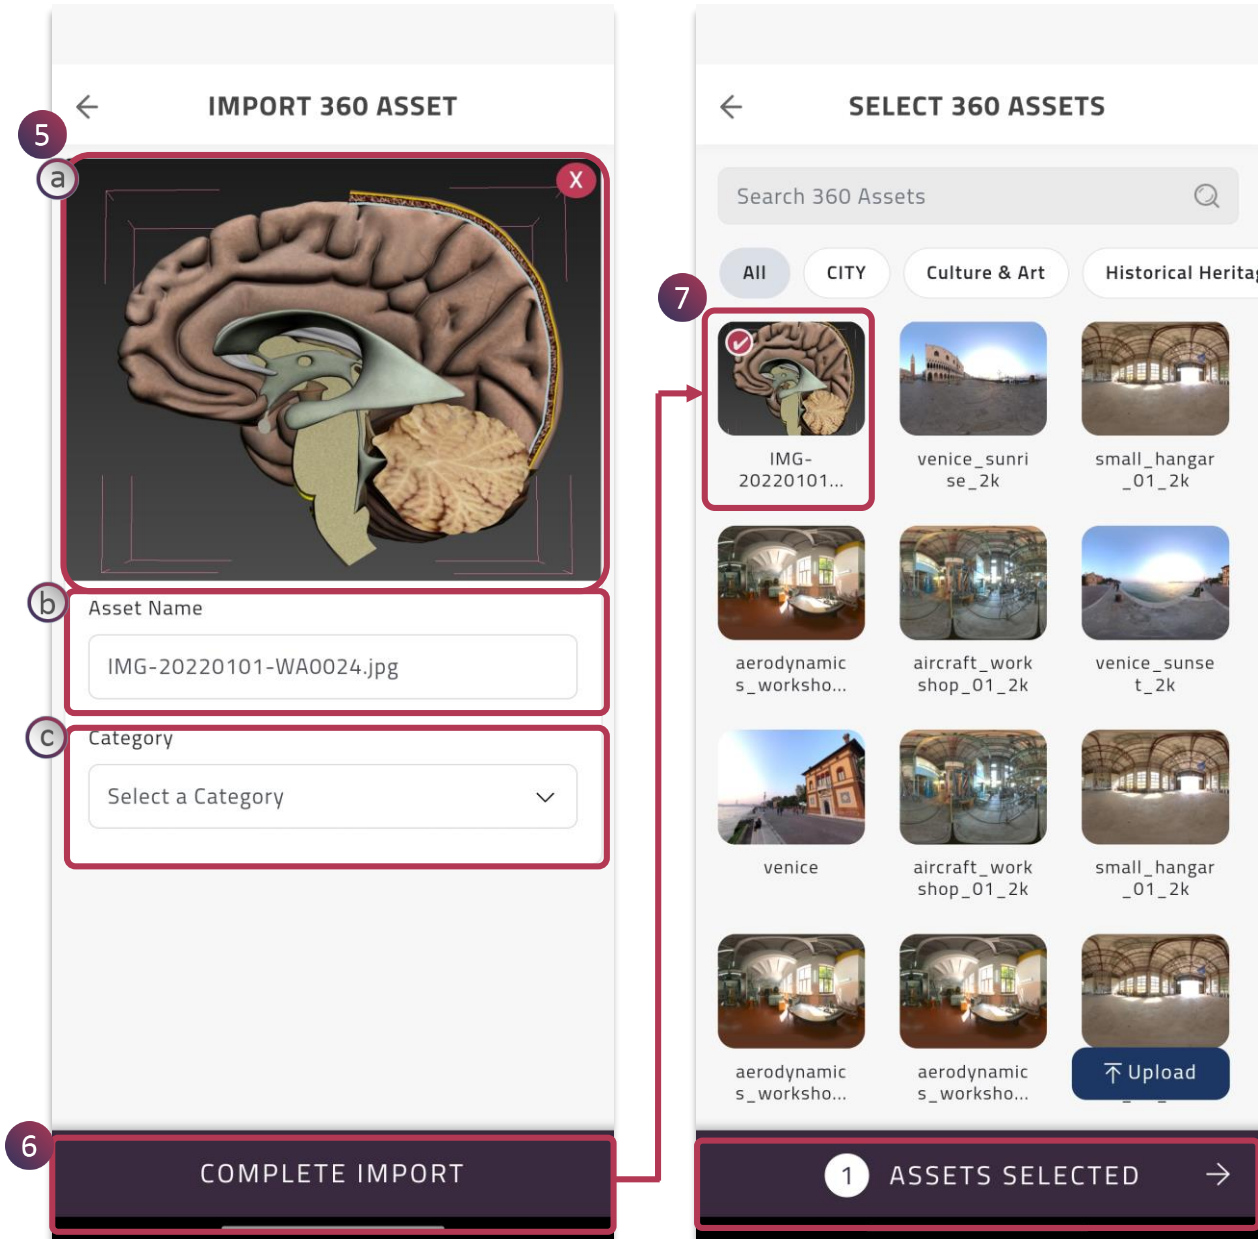 IMPORT 360 ASSET
5
a
X
b
Asset Name
IMG-20220101-WA0024.jpg
c
Category
Select a Category
6
COMPLETE IMPORT
SELECT 360 ASSETS
Search 360 Assets
All
CITY
Culture & Art
Historical Heritag
7
IMG-
20220101...
venice_sunri
se_2k
small_hangar
_01_2k
aerodynamic
s_worksho...
aircraft_work
shop_01_2k
venice_sunse
t_2k
venice
aircraft_work
shop_01_2k
small_hangar
_01_2k
aerodynamic
s_worksho...
aerodynamic
s_worksho...
Upload
1 ASSETS SELECTED